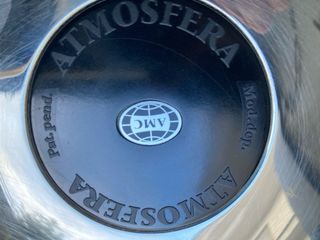 ATMOSFERA
Pat. pend.
AMC
Mod. dep.
ATMOSFERA